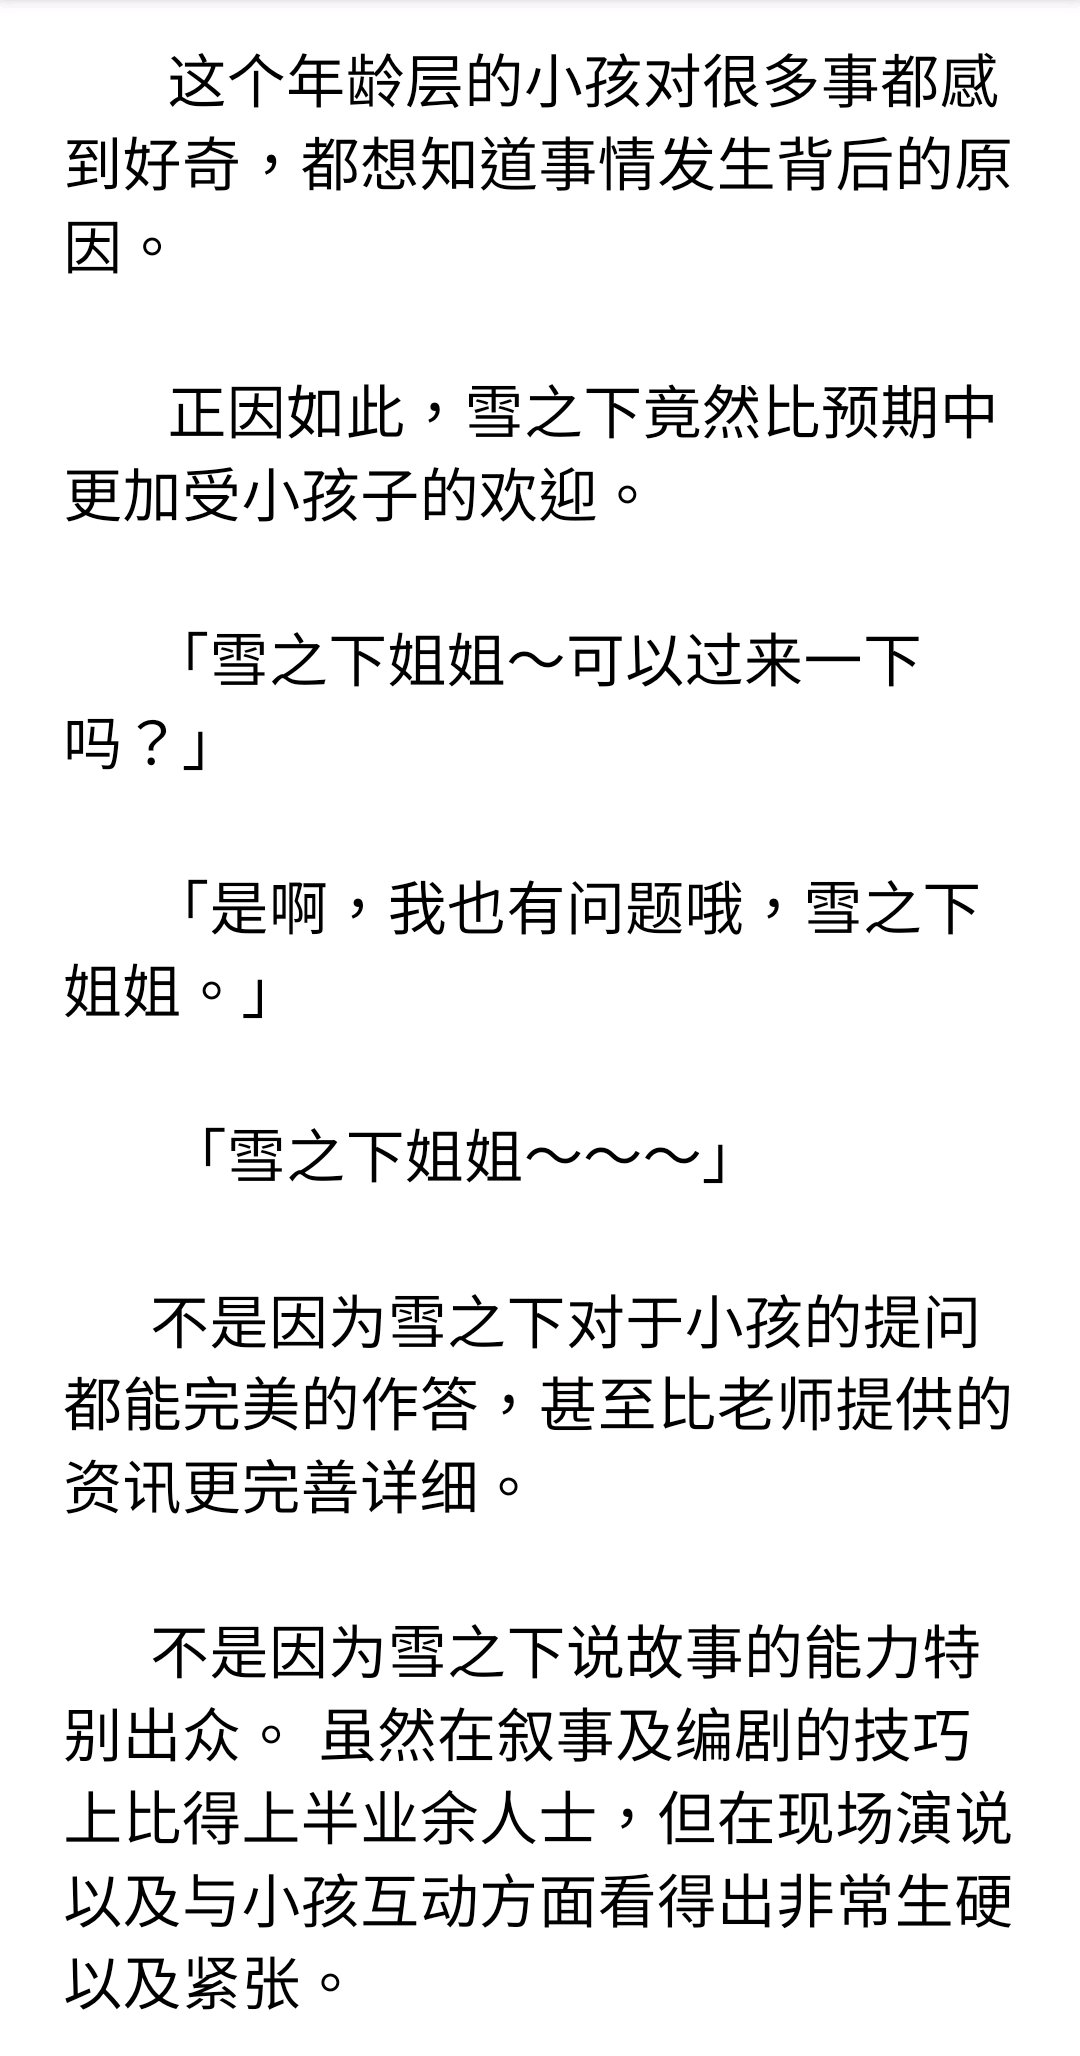 这个年龄层的小孩对很多事都感
到好奇，都想知道事情发生背后的原
因。
正因如此，雪之下竟然比预期中
更加受小孩子的欢迎。
「雪之下姐姐～可以过来一下
吗？」
「是啊，我也有问题哦，雪之下
姐姐。」
「雪之下姐姐～～～」
不是因为雪之下对于小孩的提问
都能完美的作答，甚至比老师提供的
资讯更完善详细。
不是因为雪之下说故事的能力特
别出众。 虽然在叙事及编剧的技巧
上比得上半业余人士，但在现场演说
以及与小孩互动方面看得出非常生硬
以及紧张。